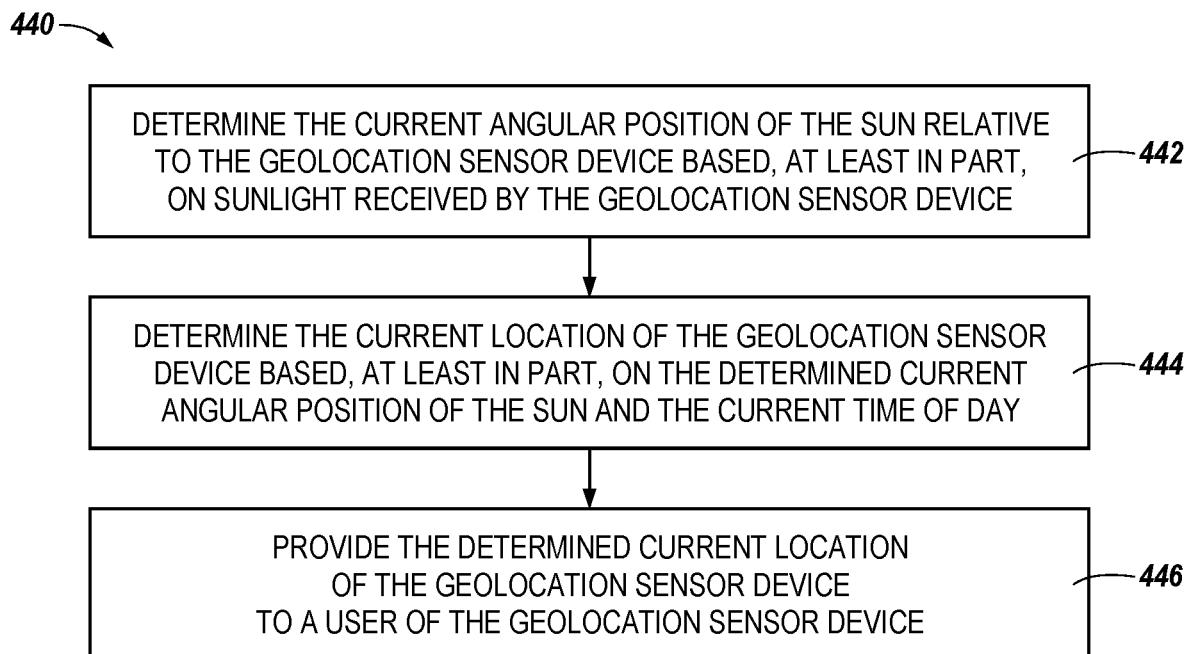 440
DETERMINE THE CURRENT ANGULAR POSITION OF THE SUN RELATIVE
TO THE GEOLOCATION SENSOR DEVICE BASED, AT LEAST IN PART,
ON SUNLIGHT RECEIVED BY THE GEOLOCATION SENSOR DEVICE
442
DETERMINE THE CURRENT LOCATION OF THE GEOLOCATION SENSOR
DEVICE BASED, AT LEAST IN PART, ON THE DETERMINED CURRENT
ANGULAR POSITION OF THE SUN AND THE CURRENT TIME OF DAY
444
PROVIDE THE DETERMINED CURRENT LOCATION
OF THE GEOLOCATION SENSOR DEVICE
TO A USER OF THE GEOLOCATION SENSOR DEVICE
446